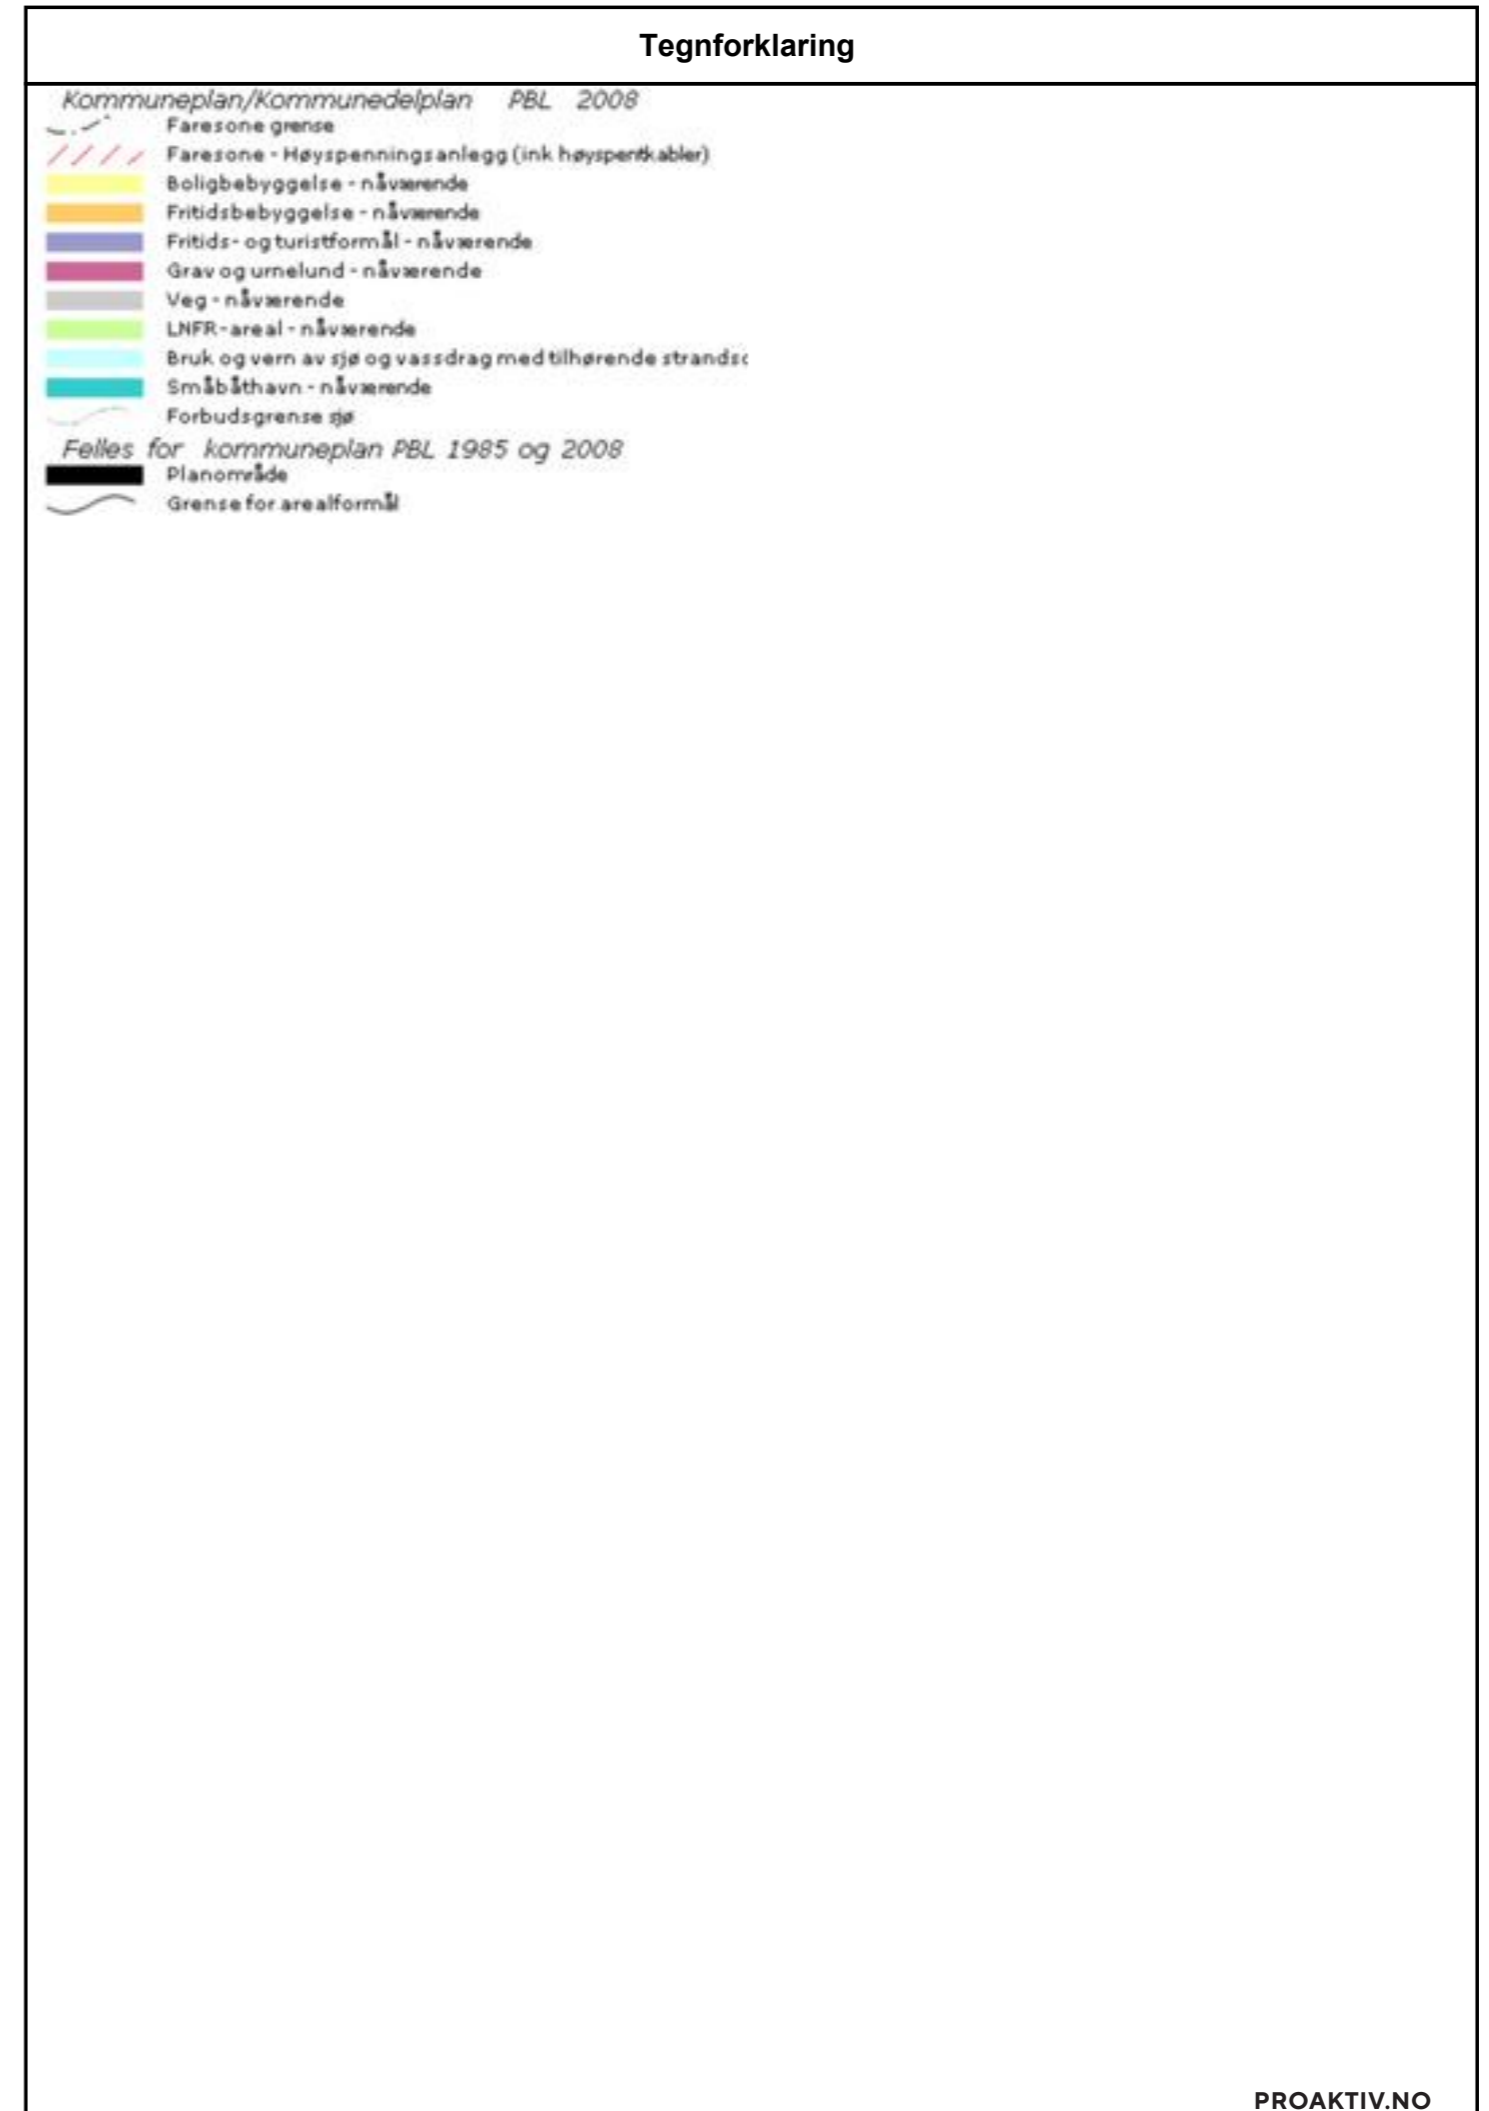 Tegnforklaring
Kommuneplan/Kommunedelplan PBL 2008
Faresone grense
Faresone - Høyspenningsanlegg (ink høyspentkabler)
Boligbebyggelse - nåværende
Fritidsbebyggelse - nåværende
Fritids- og turistformål - nåværende
Grav og urnelund - nåværende
Veg - nåværende
LNFR-areal - nåværende
Bruk og vern av sjø og vassdrag med tilhørende strandso
Småbåthavn - nåværende
Forbudsgrense sjø
Felles for kommuneplan PBL 1985 og 2008
Planområde
Grense for arealformål
PROAKTIV.NO